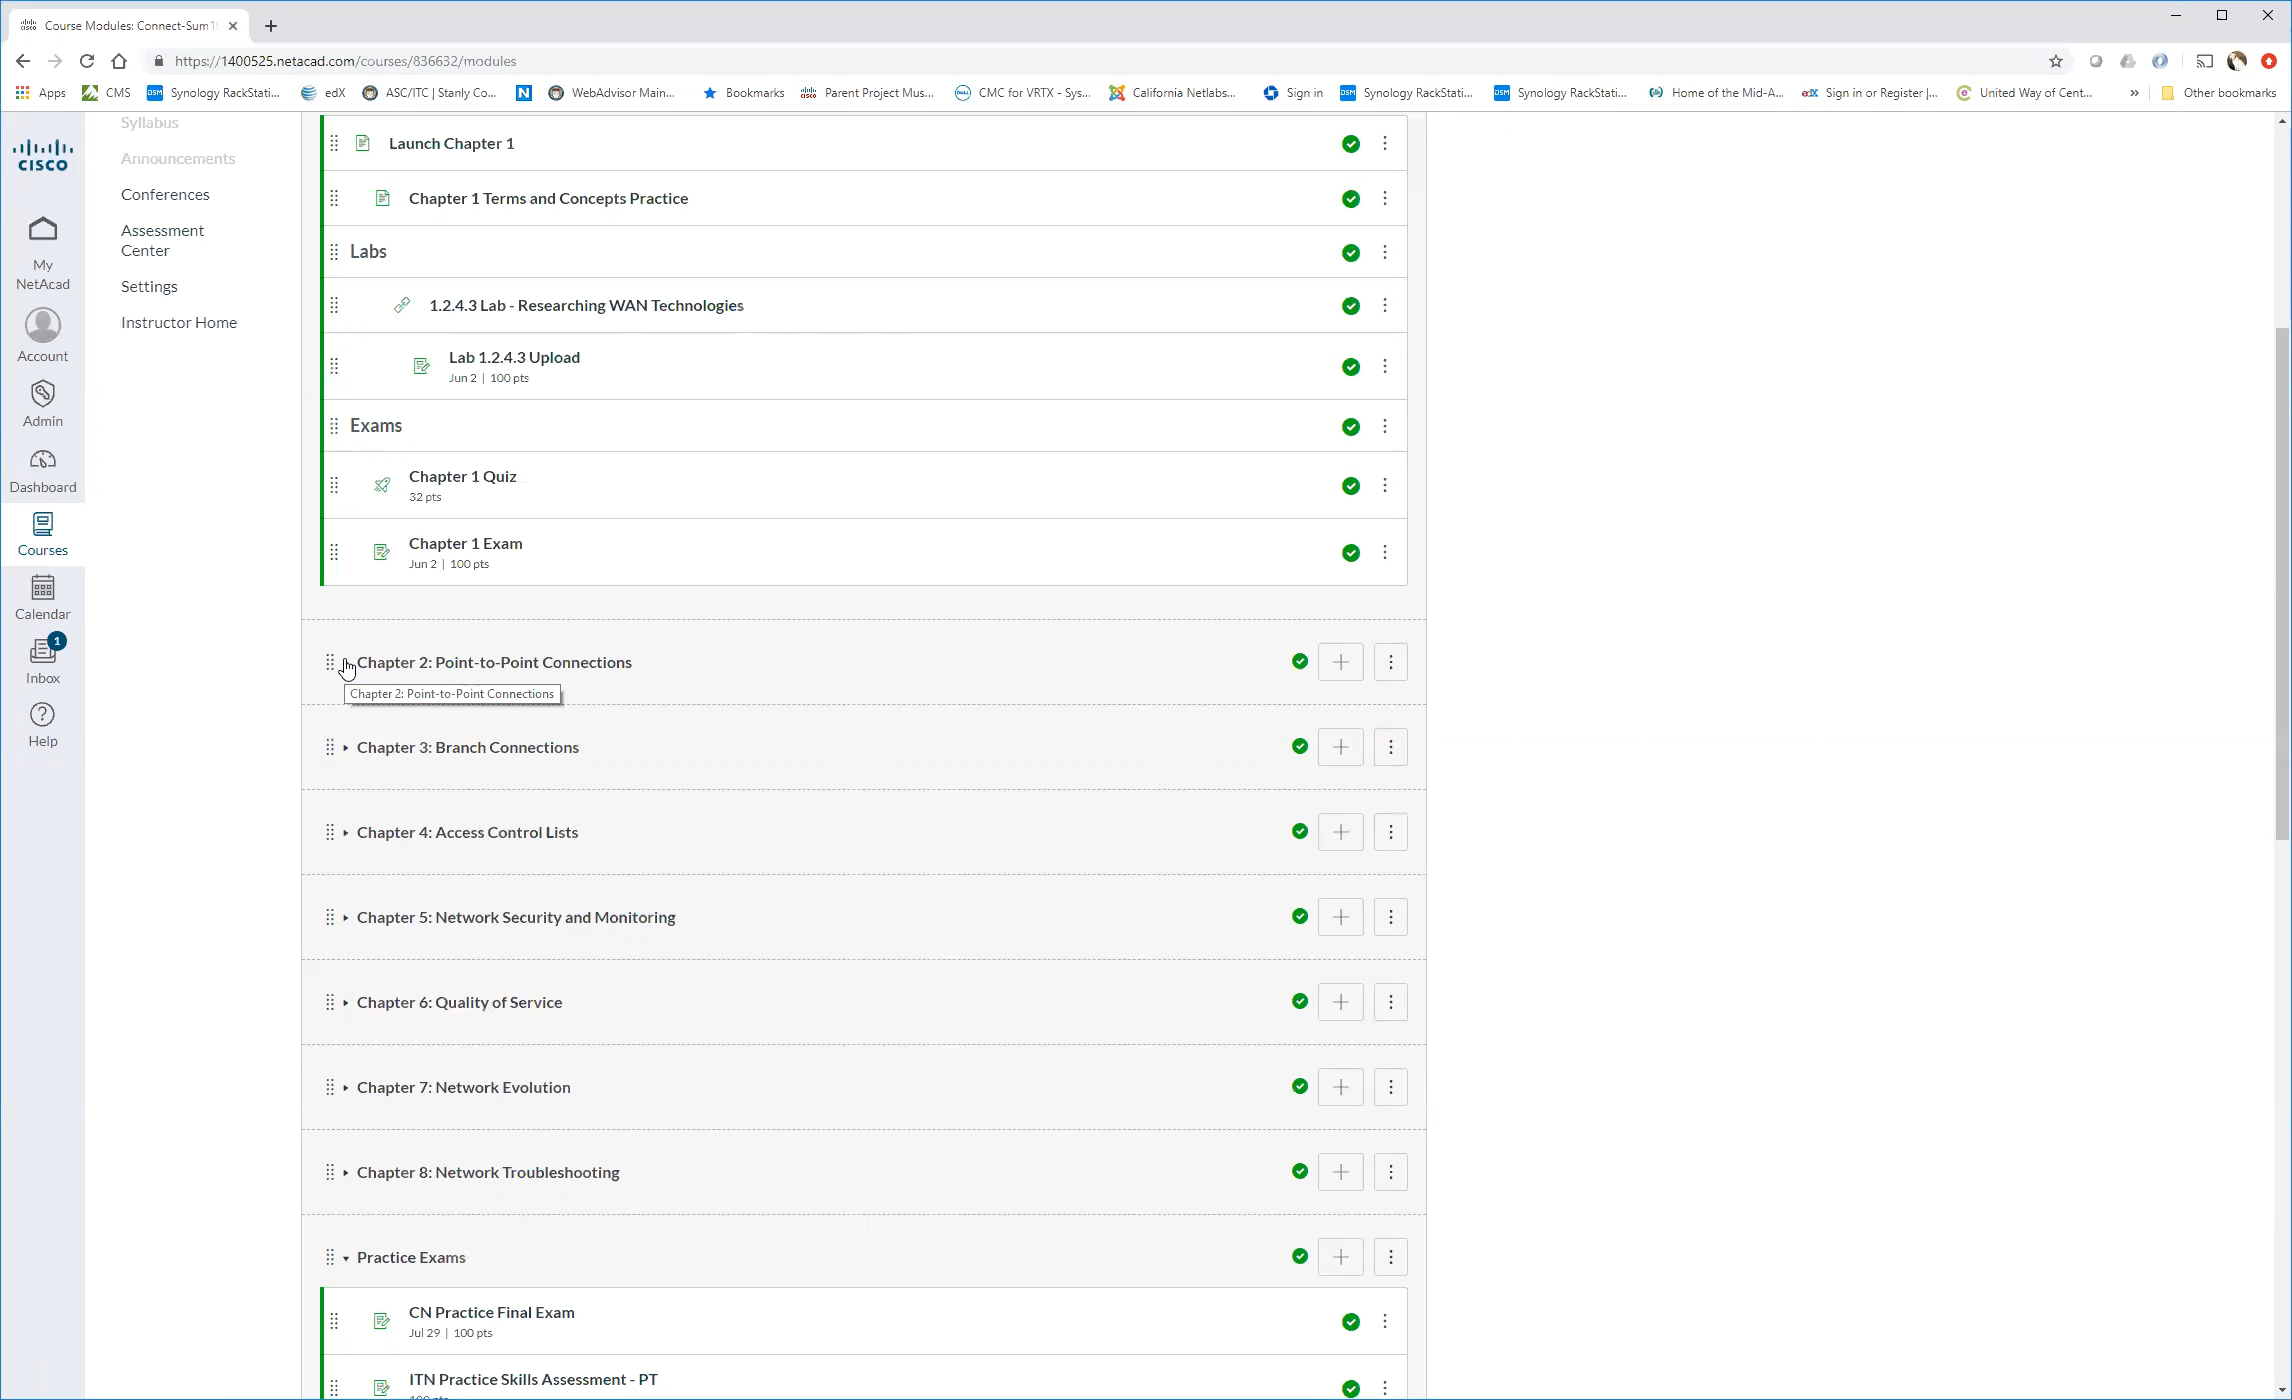 Course Modules: Connect-Sum 1
https://1400525.netacad.com/courses/836632/modules
Apps
CMS
Synology RackStati...
edX
ASC/ITC | Stanly Co...
WebAdvisor Main...
Bookmarks
Parent Project Mus...
CMC for VRTX - Sys...
California Netlabs...
Sign in
Synology RackStati...
Synology RackStati...
Home of the Mid-A...
Sign in or Register |...
United Way of Cent...
»
Other bookmarks
CISCO
My
NetAcad
Account
Admin
Dashboard
Courses
Calendar
1
Inbox
Help
Syllabus
Announcements
Conferences
Assessment
Center
Settings
Instructor Home
Launch Chapter 1
Chapter 1 Terms and Concepts Practice
Labs
1.2.4.3 Lab - Researching WAN Technologies
Lab 1.2.4.3 Upload
Jun 2 | 100 pts
Exams
Chapter 1 Quiz
32 pts
Chapter 1 Exam
Jun 2 | 100 pts
Chapter 2: Point-to-Point Connections
Chapter 2: Point-to-Point Connections
Chapter 3: Branch Connections
Chapter 4: Access Control Lists
Chapter 5: Network Security and Monitoring
Chapter 6: Quality of Service
Chapter 7: Network Evolution
Chapter 8: Network Troubleshooting
Practice Exams
CN Practice Final Exam
Jul 29 | 100 pts
ITN Practice Skills Assessment - PT